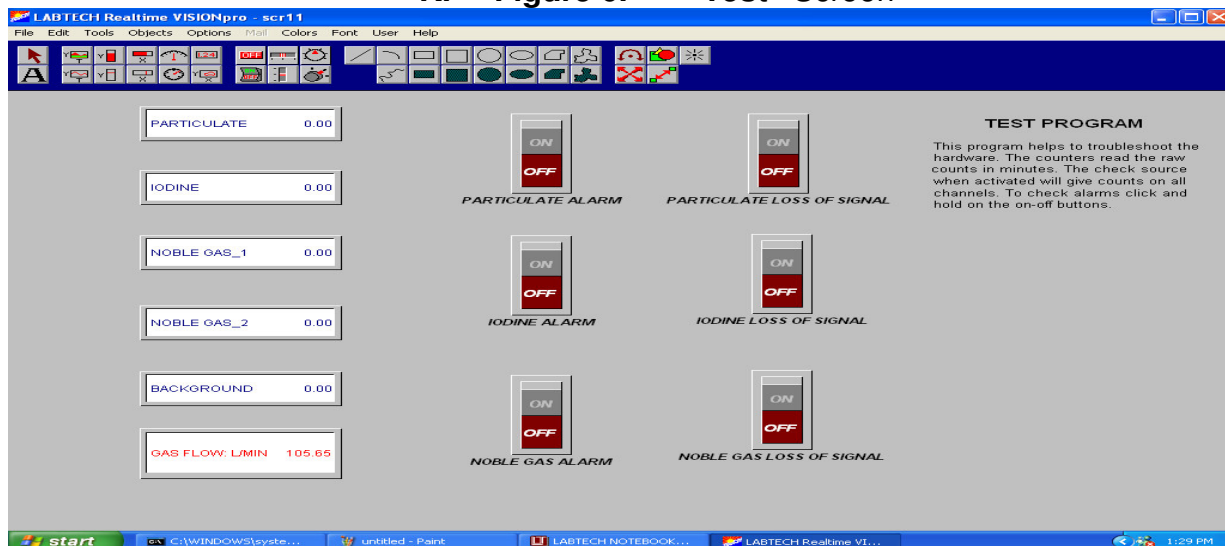 LABTECH Realtime VISIONpro - scr11
File Edit Tools Objects Options Mail Colors Font User Help
OFF
1.24
A
PARTICULATE 0.00
IODINE 0.00
NOBLE GAS_1 0.00
NOBLE GAS_2 0.00
BACKGROUND 0.00
GAS FLOW: L/MIN 105.65
ON
OFF
PARTICULATE ALARM
ON
OFF
PARTICULATE LOSS OF SIGNAL
ON
OFF
IODINE ALARM
ON
OFF
IODINE LOSS OF SIGNAL
ON
OFF
NOBLE GAS ALARM
ON
OFF
NOBLE GAS LOSS OF SIGNAL
TEST PROGRAM
This program helps to troubleshoot the
hardware. The counters read the raw
counts in minutes. The check source
when activated will give counts on all
channels. To check alarms click and
hold on the on-off buttons.
start C:\WINDOWS\syste... untitled - Paint LABTECH NOTEBOOK... LABTECH Realtime VI... 1:29 PM